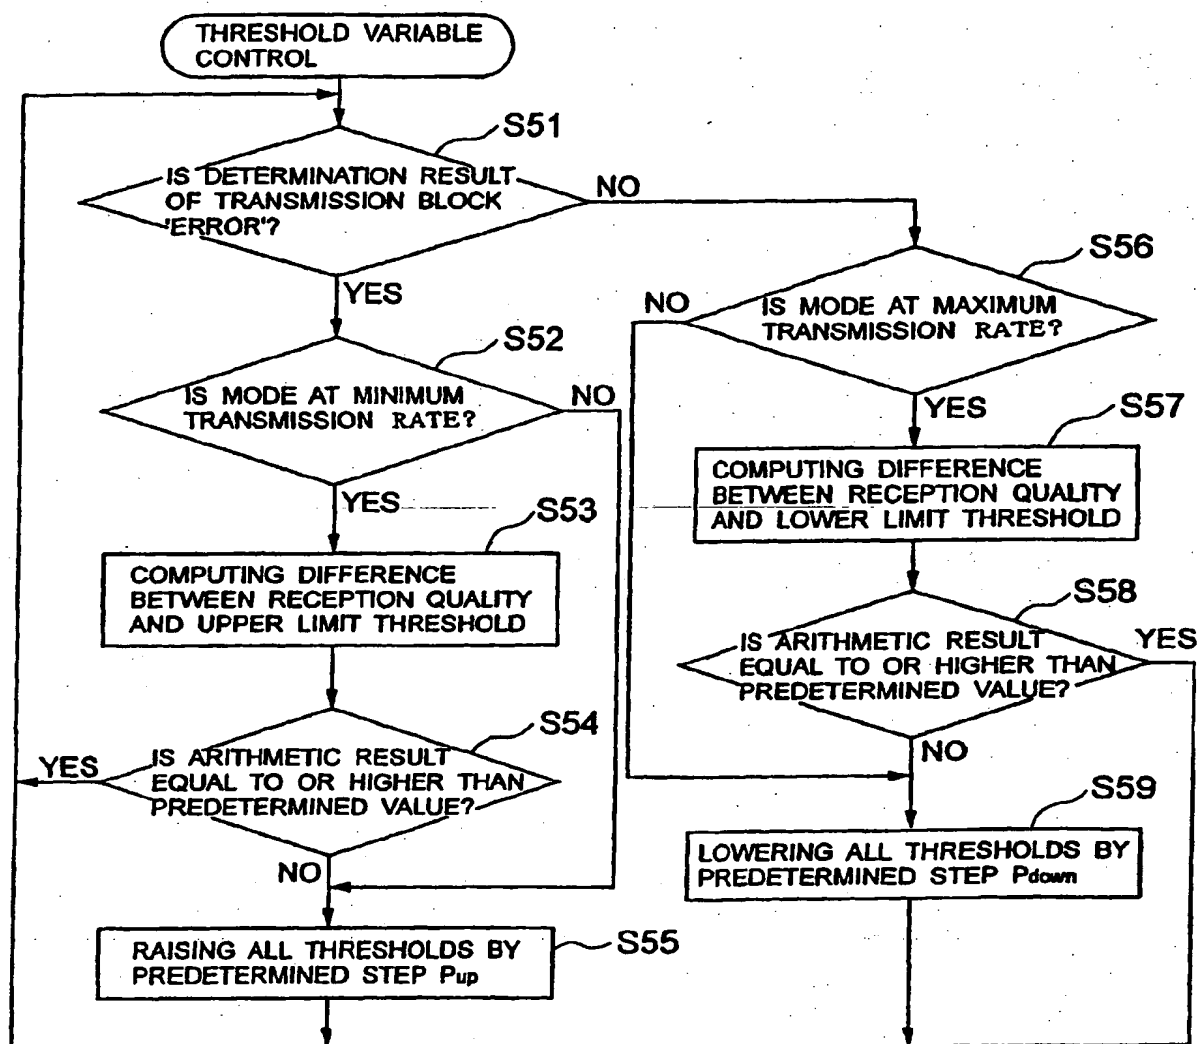 THRESHOLD VARIABLE
CONTROL
S51
IS DETERMINATION RESULT
OF TRANSMISSION BLOCK
'ERROR'?
NO
YES
S52
IS MODE AT MINIMUM
TRANSMISSION RATE?
NO
YES
S53
COMPUTING DIFFERENCE
BETWEEN RECEPTION QUALITY
AND UPPER LIMIT THRESHOLD
S54
IS ARITHMETIC RESULT
EQUAL TO OR HIGHER THAN
PREDETERMINED VALUE?
YES
NO
S55
RAISING ALL THRESHOLDS BY
PREDETERMINED STEP Pup
S56
IS MODE AT MAXIMUM
TRANSMISSION RATE?
NO
YES
S57
COMPUTING DIFFERENCE
BETWEEN RECEPTION QUALITY
AND LOWER LIMIT THRESHOLD
S58
IS ARITHMETIC RESULT
EQUAL TO OR HIGHER THAN
PREDETERMINED VALUE?
YES
NO
S59
LOWERING ALL THRESHOLDS BY
PREDETERMINED STEP Pdown